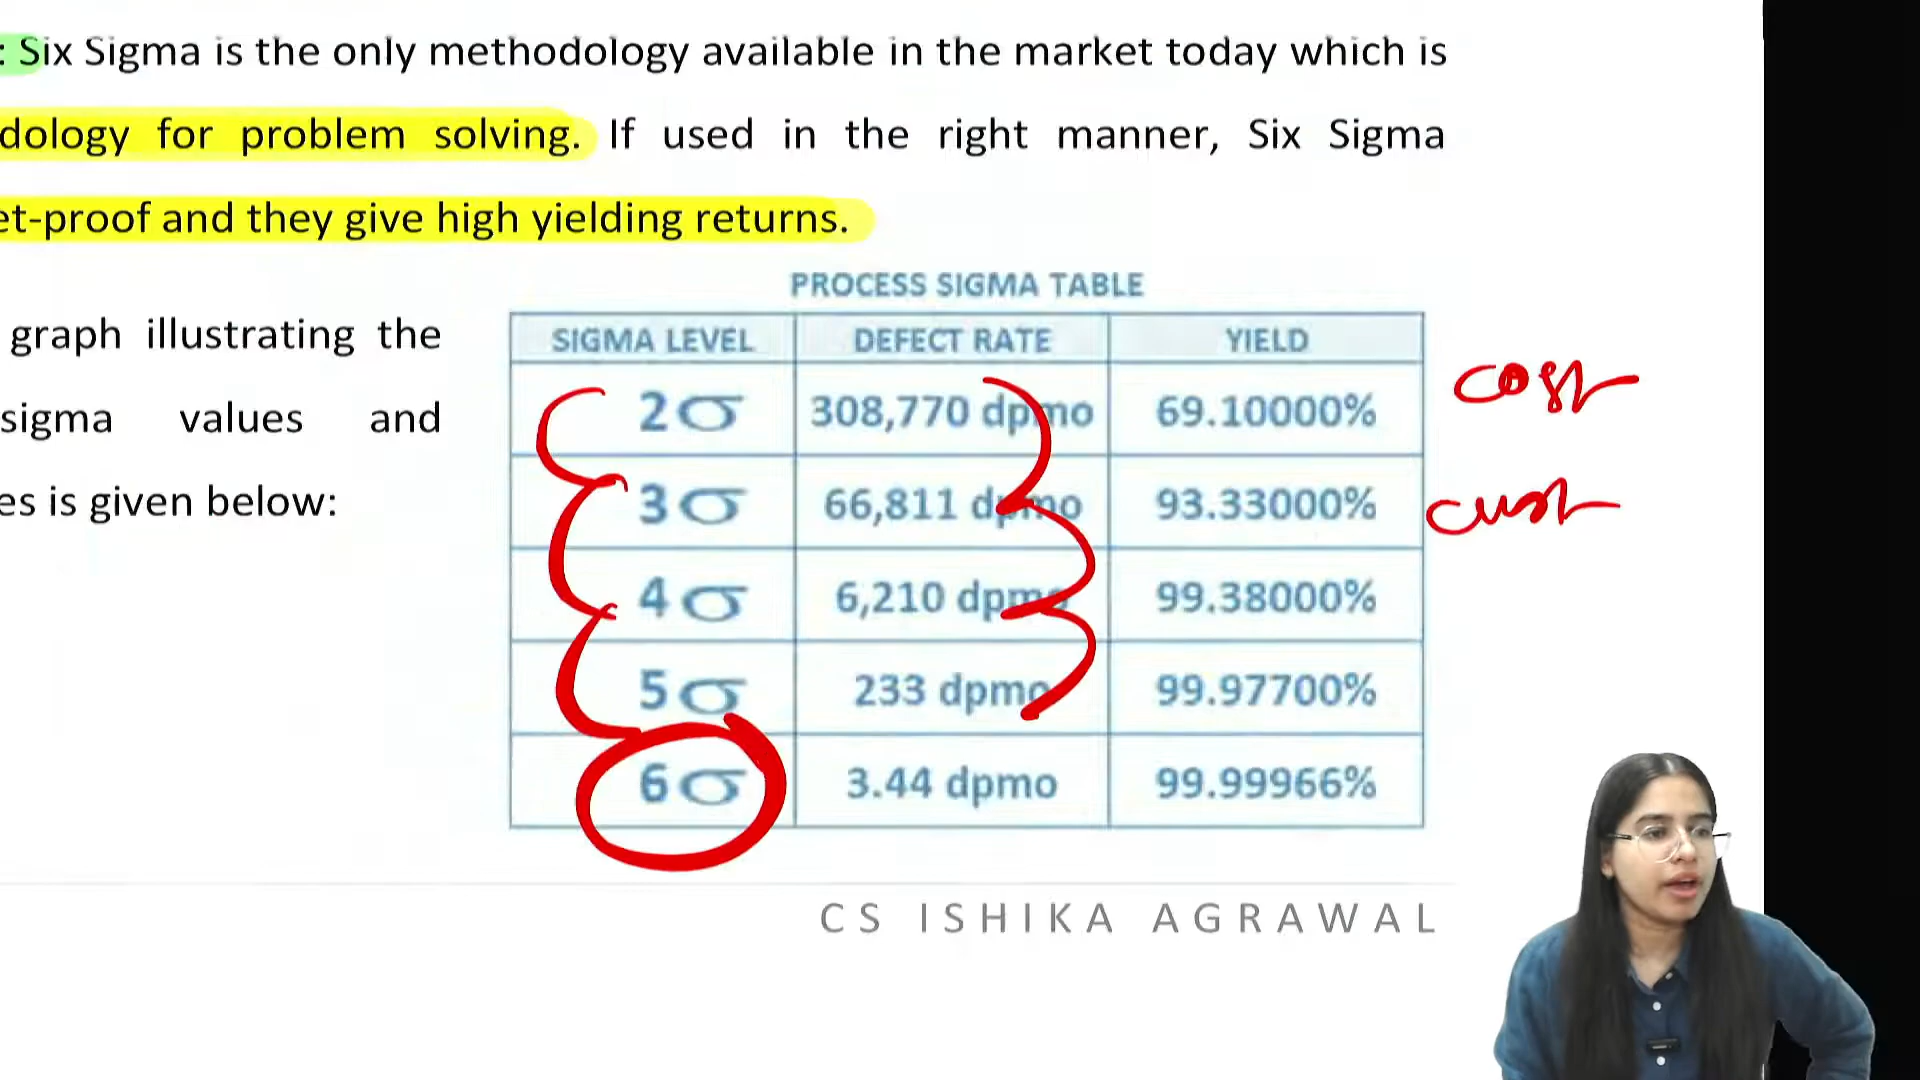 : Six Sigma is the only methodology available in the market today which is
dology for problem solving. If used in the right manner, Six Sigma
et-proof and they give high yielding returns.
graph illustrating the
sigma values and
es is given below:
PROCESS SIGMA TABLE
SIGMA LEVEL DEFECT RATE YIELD
2σ 308,770 dpmo 69.10000%
3σ 66,811 dpmo 93.33000%
4σ 6,210 dpmo 99.38000%
5σ 233 dpmo 99.97700%
6σ 3.44 dpmo 99.99966%
cost
cust
CS ISHIKA AGRAWAL